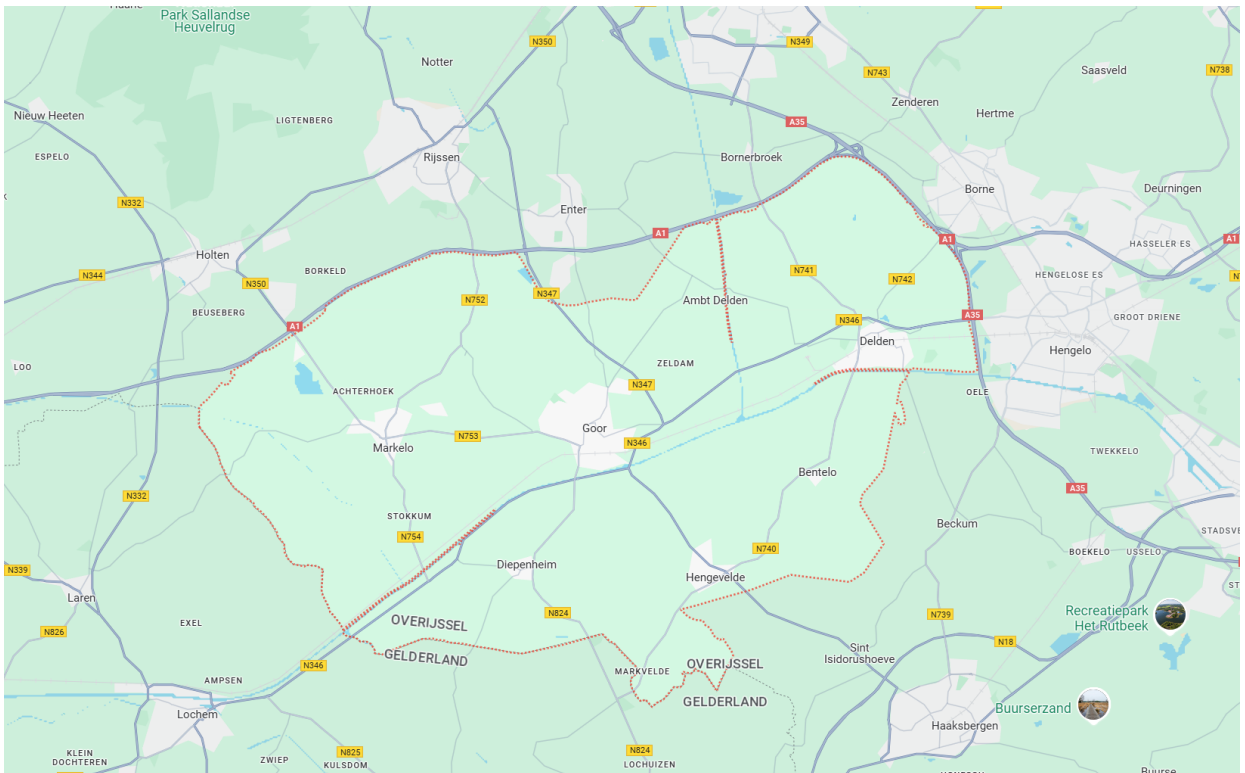 Park Sallandse
Heuvelrug
N350
N349
Notter
N743
Saasveld
N738
Nieuw Heeten
LIGTENBERG
Zenderen
Hertme
A35
ESPELO
Rijssen
Bornerbroek
Borne
Deurningen
N332
Enter
A1
A1
A1
HASSELER ES
Holten
BORKELD
N344
N350
N741
N742
HENGELOSE ES
N347
N752
Ambt Delden
BEUSEBERG
A1
N346
A35
GROOT DRIENE
Delden
Hengelo
LOO
ZELDAM
ACHTERHOEK
N347
OELE
Goor
N753
N346
Markelo
TWEKKELO
Bentelo
N332
A35
STOKKUM
Beckum
N754
N740
BOEKELO
USSELO
Diepenheim
N339
Hengevelde
Laren
N824
N739
Recreatiepark
Het Rutbeek
EXEL
OVERIJSSEL
N826
N18
Sint
Isidorushoeve
GELDERLAND
N346
OVERIJSSEL
MARKVELDE
AMPSEN
GELDERLAND
Buurserzand
Lochem
Haaksbergen
KLEIN
DOCHTEREN
N825
N824
ZWIEP
KULSDOM
LOCHUIZEN
Buurse